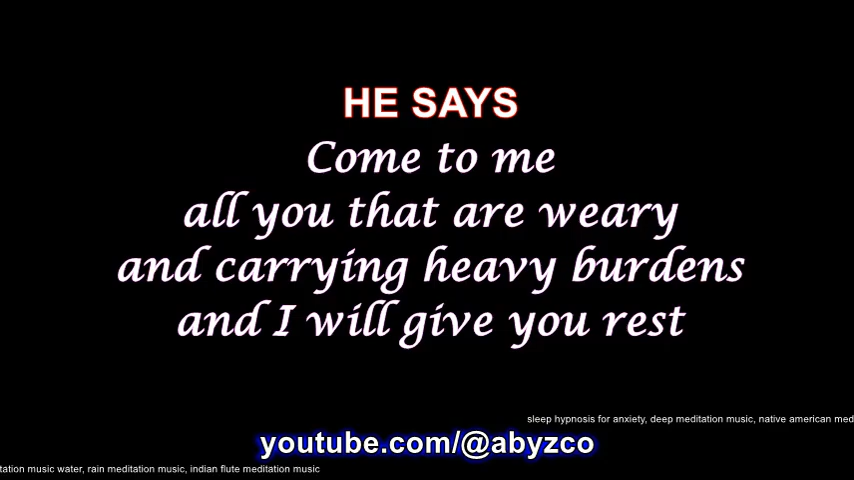 HE SAYS
Come to me
all you that are weary
and carrying heavy burdens
and I will give you rest
sleep hypnosis for anxiety, deep meditation music, native american med
youtube.com/@abyzco
tation music water, rain meditation music, indian flute meditation music